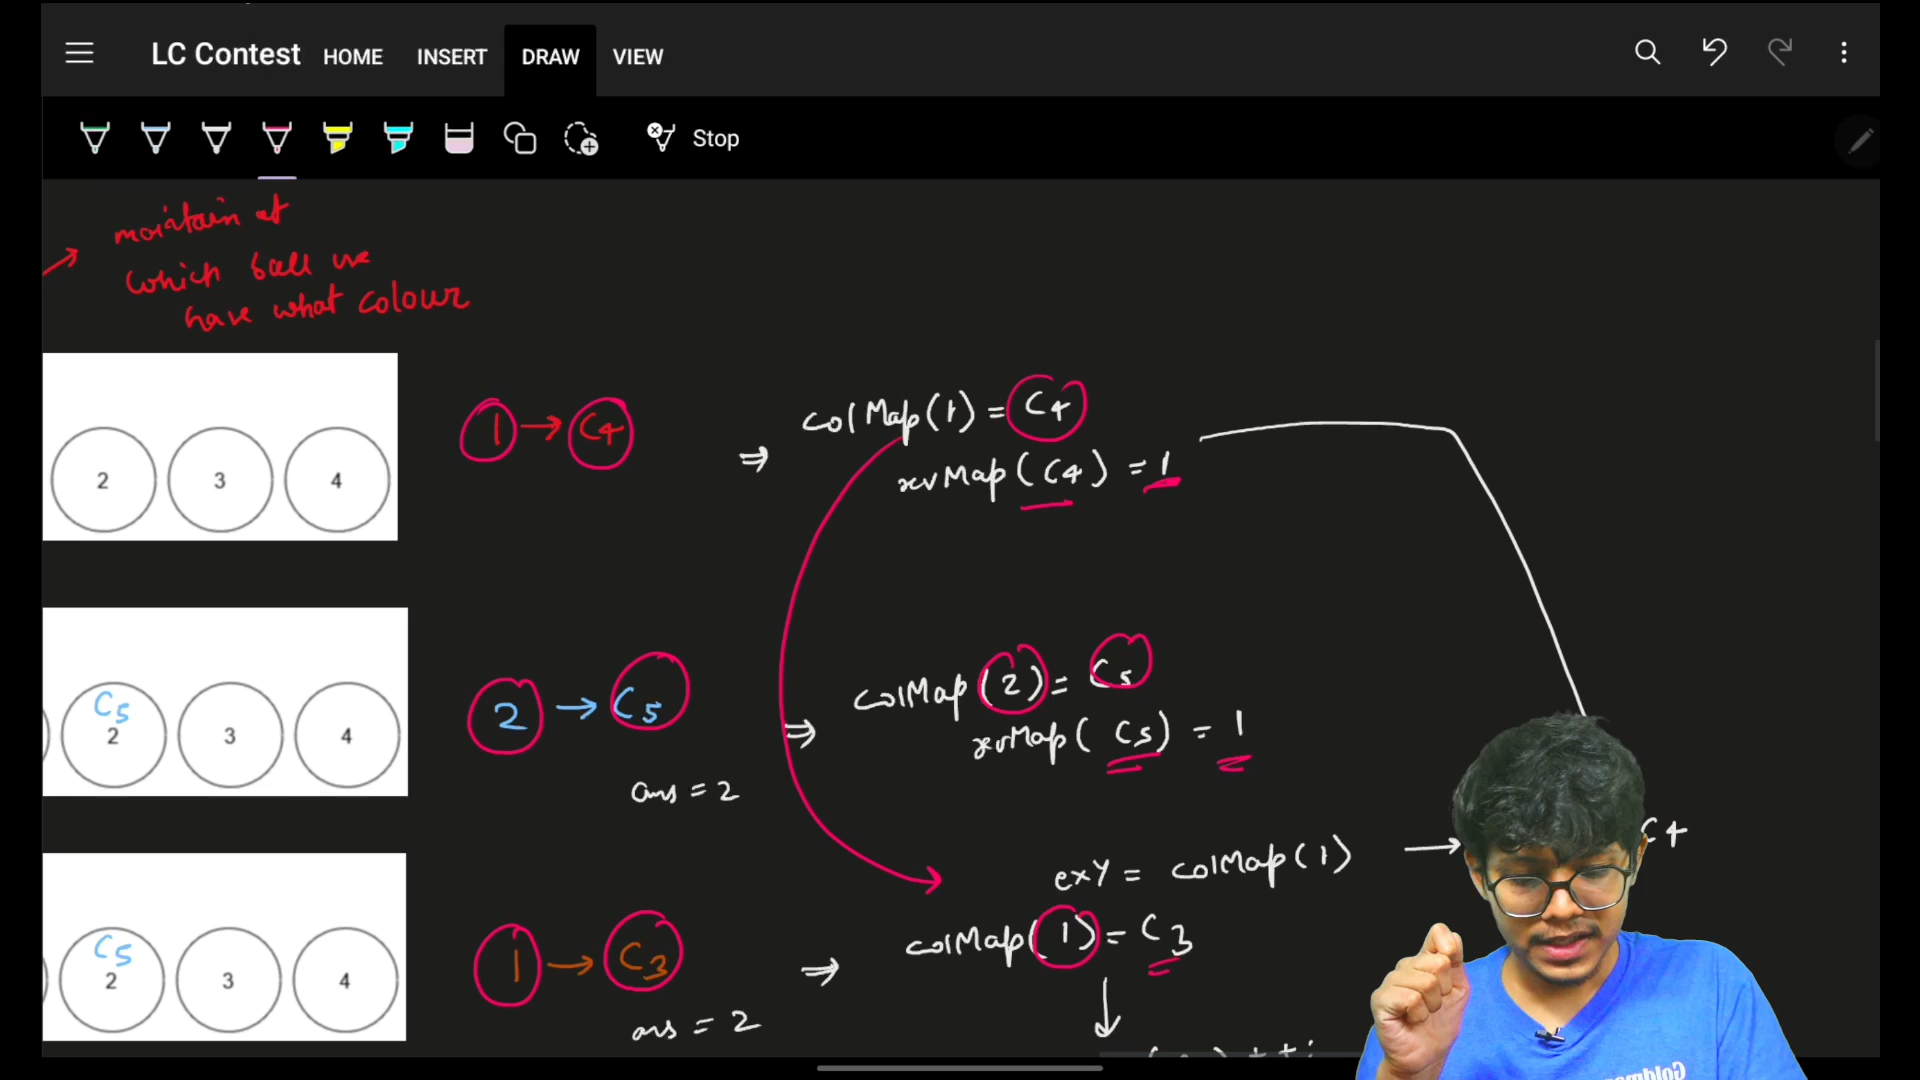 LC Contest HOME INSERT DRAW VIEW
Stop
maintain at
which ball we
have what colour
2 3 4
1 → C4
⇒ colMap(1) = C4
xvMap(C4) = 1
C5
2 3 4
2 → C5
ans = 2
⇒ colMap(2) = C5
xvMap(C5) = 1
exY = colMap(1) → C4
C5
2 3 4
1 → C3
ans = 2
⇒ colMap(1) = C3